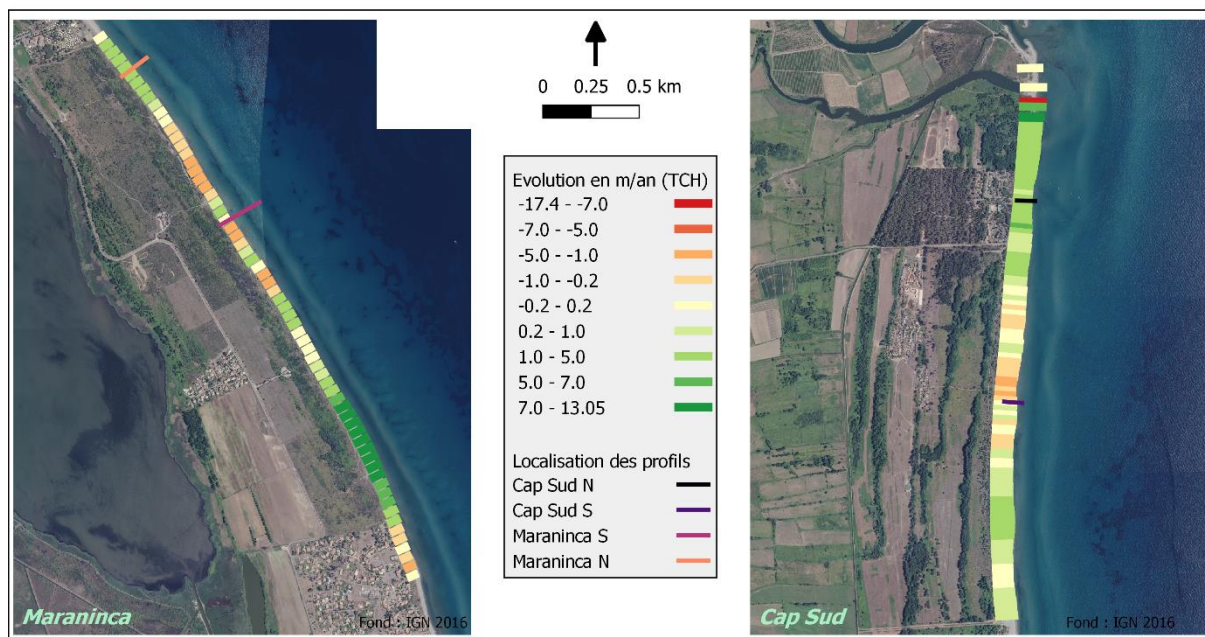 0 0.25 0.5 km
Evolution en m/an (TCH)
-17.4 - -7.0
-7.0 - -5.0
-5.0 - -1.0
-1.0 - -0.2
-0.2 - 0.2
0.2 - 1.0
1.0 - 5.0
5.0 - 7.0
7.0 - 13.05
Localisation des profils
Cap Sud N
Cap Sud S
Maraninca S
Maraninca N
Maraninca
Fond : IGN 2016
Cap Sud
Fond : IGN 2016